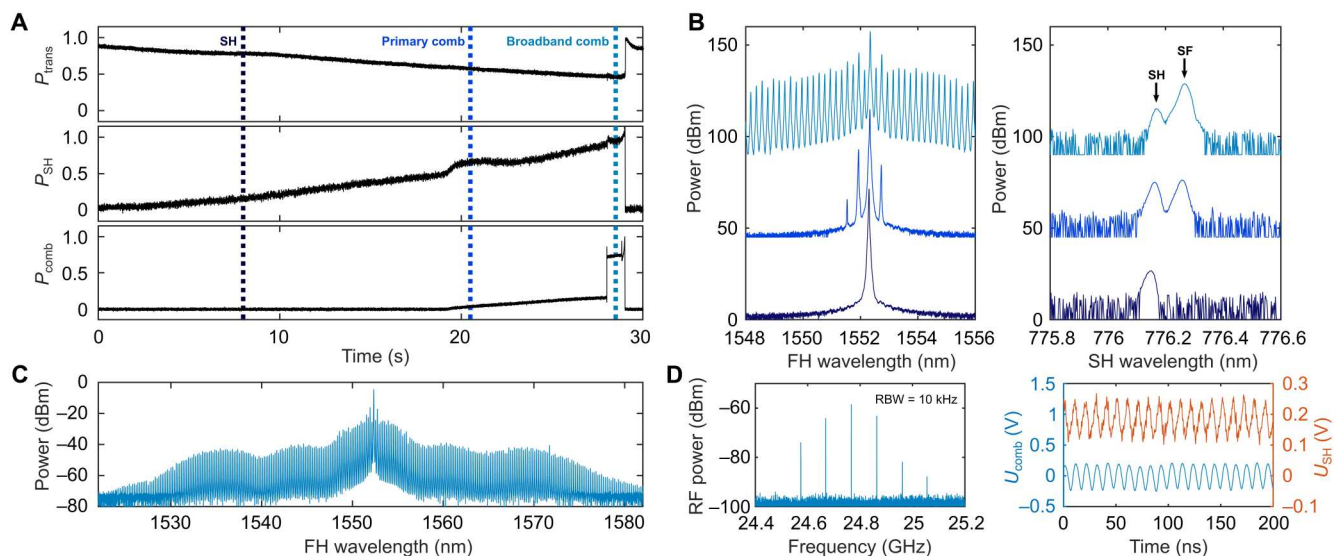 A
SH
Primary comb
Broadband comb
P_trans
1.0
0.5
0
P_SH
1.0
0.5
0
P_comb
1.0
0.5
0
0 10 20 30
Time (s)
B
Power (dBm)
150
100
50
0
1548 1550 1552 1554 1556
FH wavelength (nm)
SH
SF
Power (dBm)
150
100
50
0
775.8 776 776.2 776.4 776.6
SH wavelength (nm)
C
Power (dBm)
0
−20
−40
−60
−80
1530 1540 1550 1560 1570 1580
FH wavelength (nm)
D
RBW = 10 kHz
RF power (dBm)
−60
−80
−100
24.4 24.6 24.8 25 25.2
Frequency (GHz)
U_comb (V)
1.5
1
0.5
0
−0.5
0.3
0.2
0.1
0
−0.1
U_SH (V)
0 50 100 150 200
Time (ns)